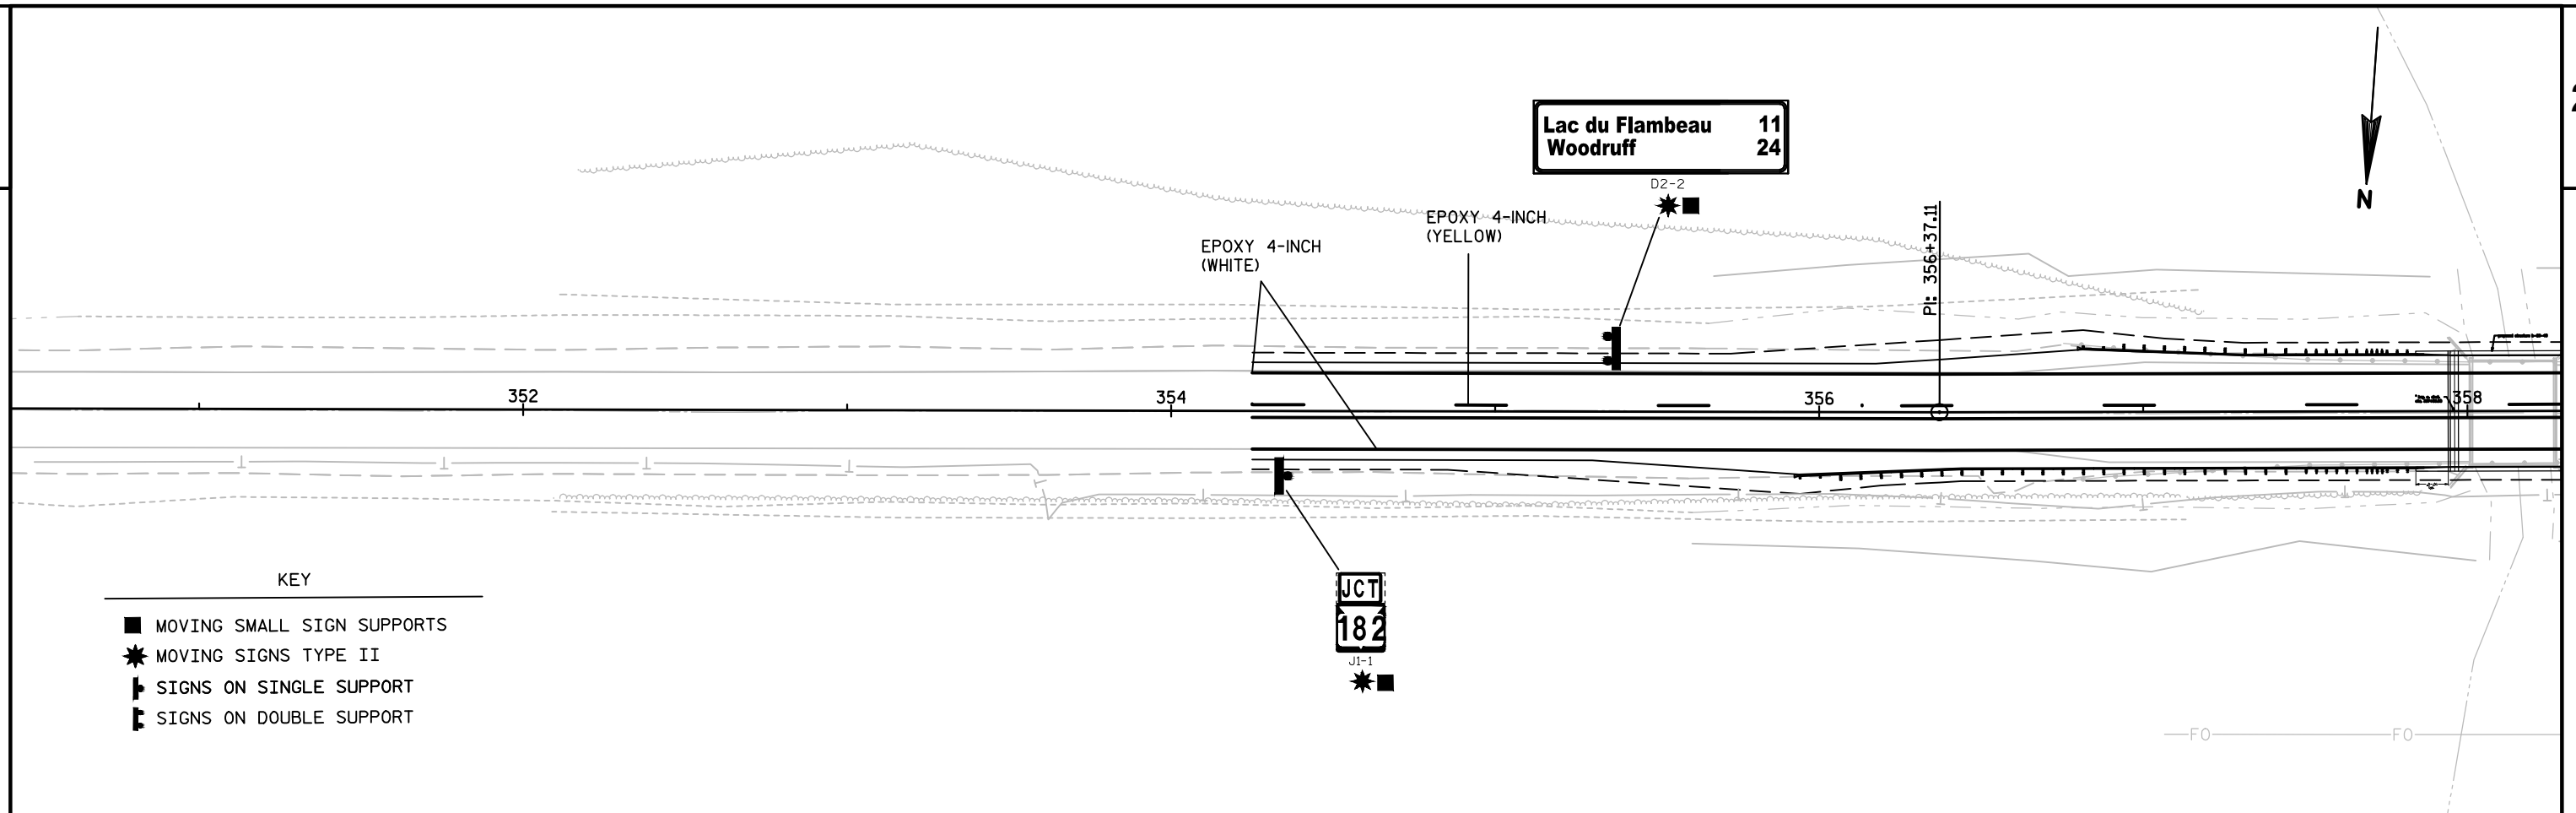 Lac du Flambeau 11
Woodruff 24
D2-2
N
EPOXY 4-INCH
(YELLOW)
EPOXY 4-INCH
(WHITE)
PI: 356+37.11
352
354
356
358
JCT
182
J1-1
KEY
MOVING SMALL SIGN SUPPORTS
MOVING SIGNS TYPE II
SIGNS ON SINGLE SUPPORT
SIGNS ON DOUBLE SUPPORT
FO
FO